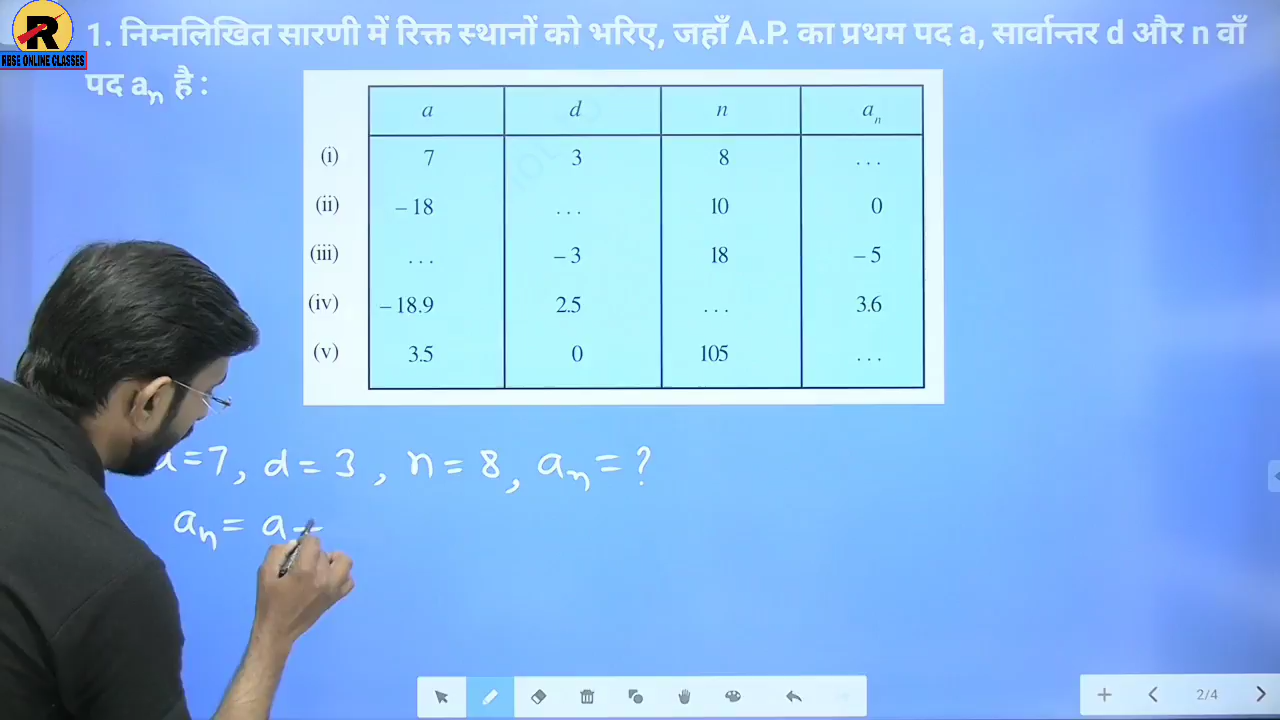 R
RBSE ONLINE CLASSES
1. निम्नलिखित सारणी में रिक्त स्थानों को भरिए, जहाँ A.P. का प्रथम पद a, सार्वान्तर d और n वाँ
पद aₙ है :
a d n aₙ
(i) 7 3 8 . . .
(ii) – 18 . . . 10 0
(iii) . . . – 3 18 – 5
(iv) – 18.9 2.5 . . . 3.6
(v) 3.5 0 105 . . .
a = 7, d = 3, n = 8, aₙ = ?
aₙ = a +
2/4